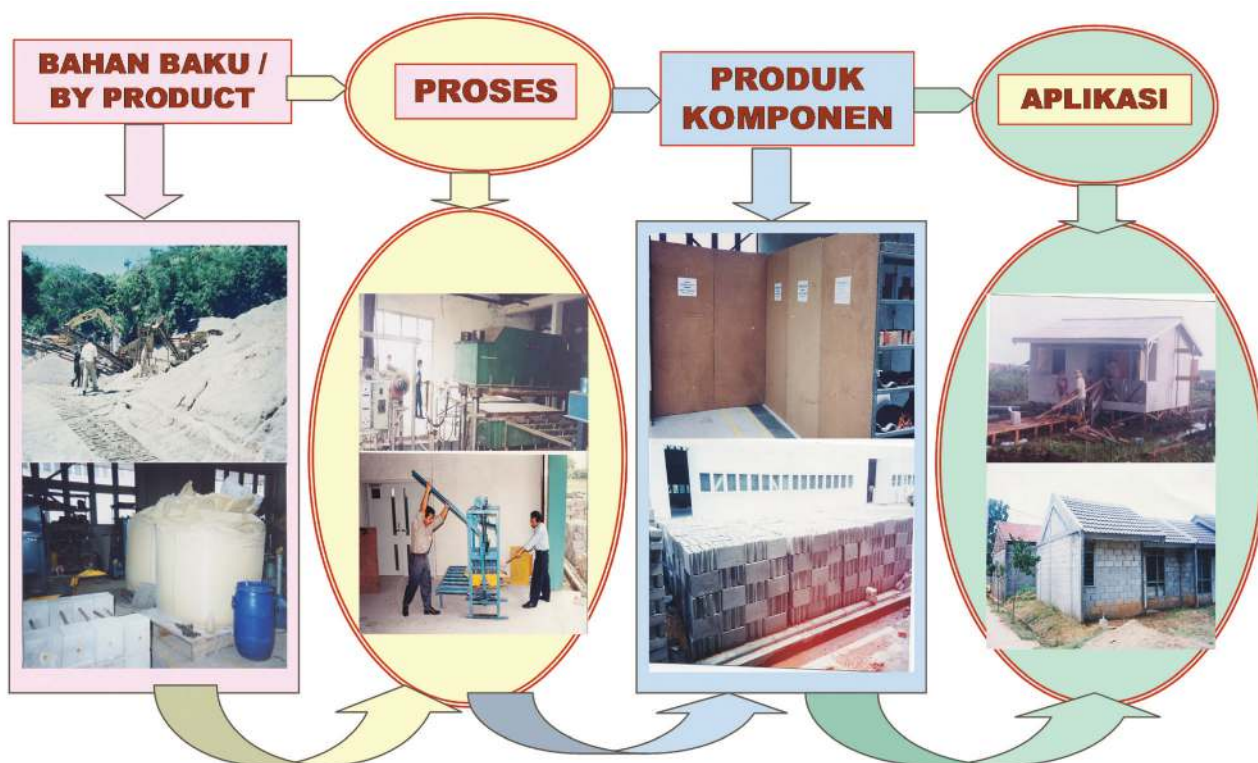 BAHAN BAKU /
BY PRODUCT
PROSES
PRODUK
KOMPONEN
APLIKASI